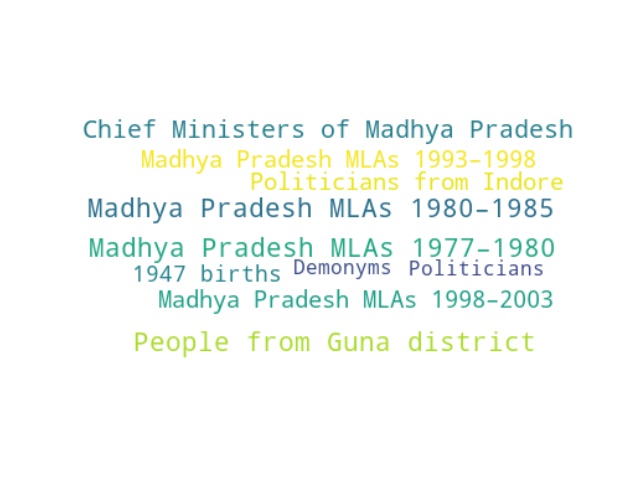 Chief Ministers of Madhya Pradesh
Madhya Pradesh MLAs 1993–1998
Politicians from Indore
Madhya Pradesh MLAs 1980–1985
Madhya Pradesh MLAs 1977–1980
1947 births Demonyms Politicians
Madhya Pradesh MLAs 1998–2003
People from Guna district